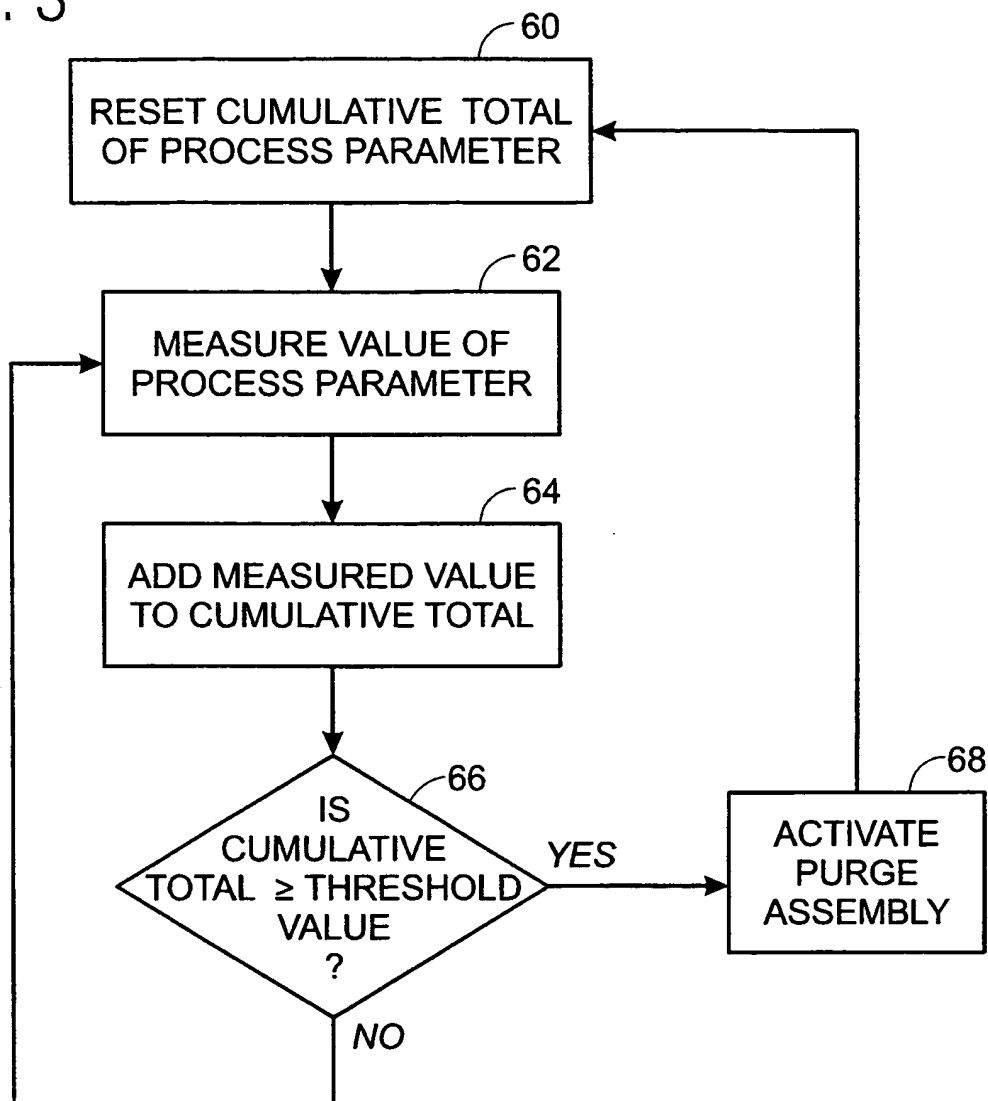 60
RESET CUMULATIVE TOTAL
OF PROCESS PARAMETER
62
MEASURE VALUE OF
PROCESS PARAMETER
64
ADD MEASURED VALUE
TO CUMULATIVE TOTAL
66
IS
CUMULATIVE
TOTAL ≥ THRESHOLD
VALUE
?
YES
68
ACTIVATE
PURGE
ASSEMBLY
NO